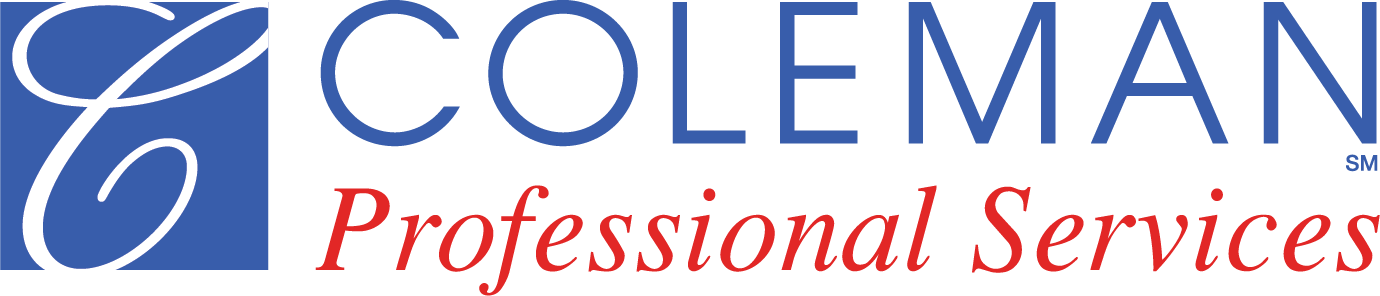 C
COLEMAN
SM
Professional Services